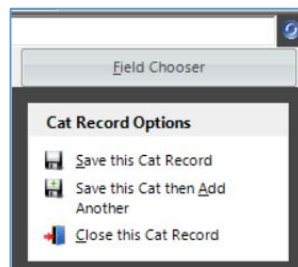 Field Chooser
Cat Record Options
Save this Cat Record
Save this Cat then Add
Another
Close this Cat Record